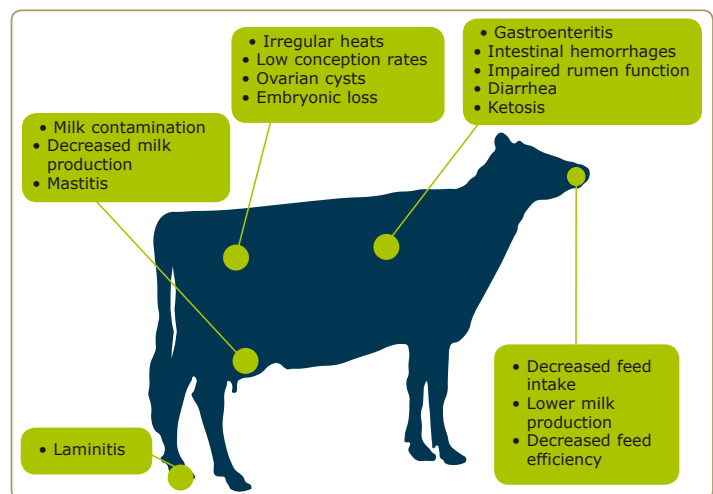 • Irregular heats
• Low conception rates
• Ovarian cysts
• Embryonic loss
• Gastroenteritis
• Intestinal hemorrhages
• Impaired rumen function
• Diarrhea
• Ketosis
• Milk contamination
• Decreased milk
production
• Mastitis
• Decreased feed
intake
• Lower milk
production
• Decreased feed
efficiency
• Laminitis